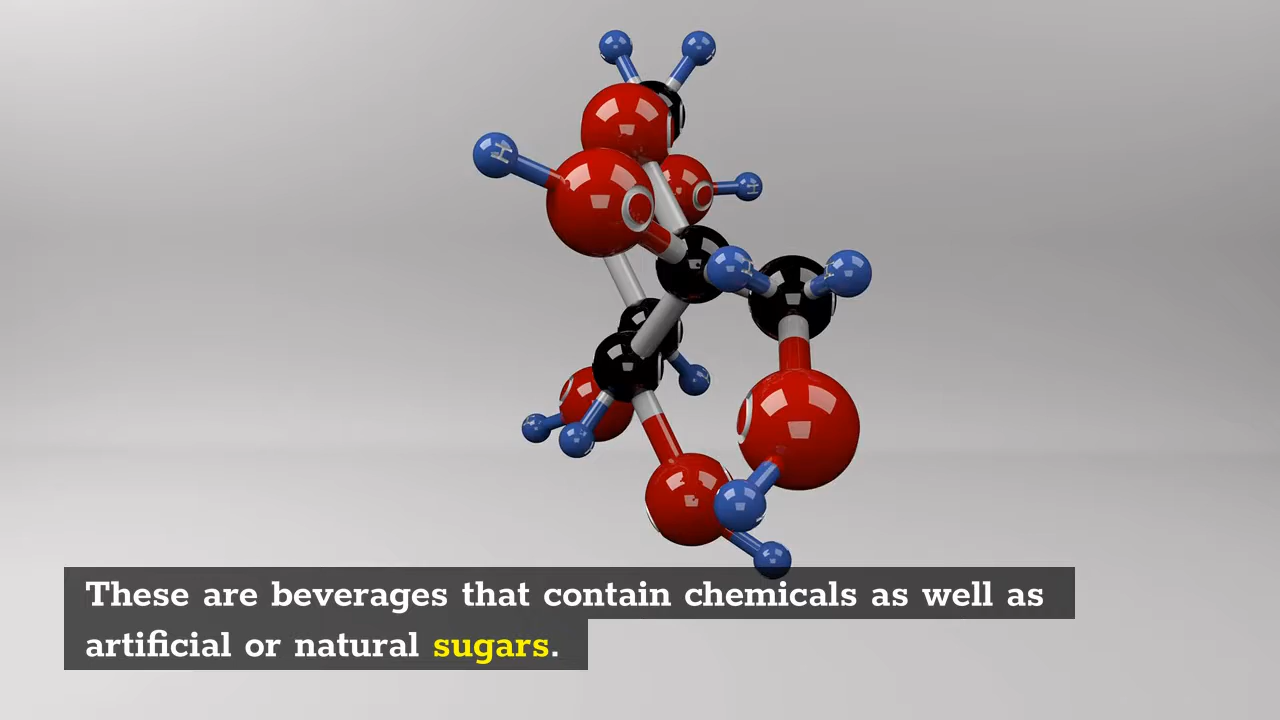 These are beverages that contain chemicals as well as
artificial or natural sugars.
H
O
O
H
H
H